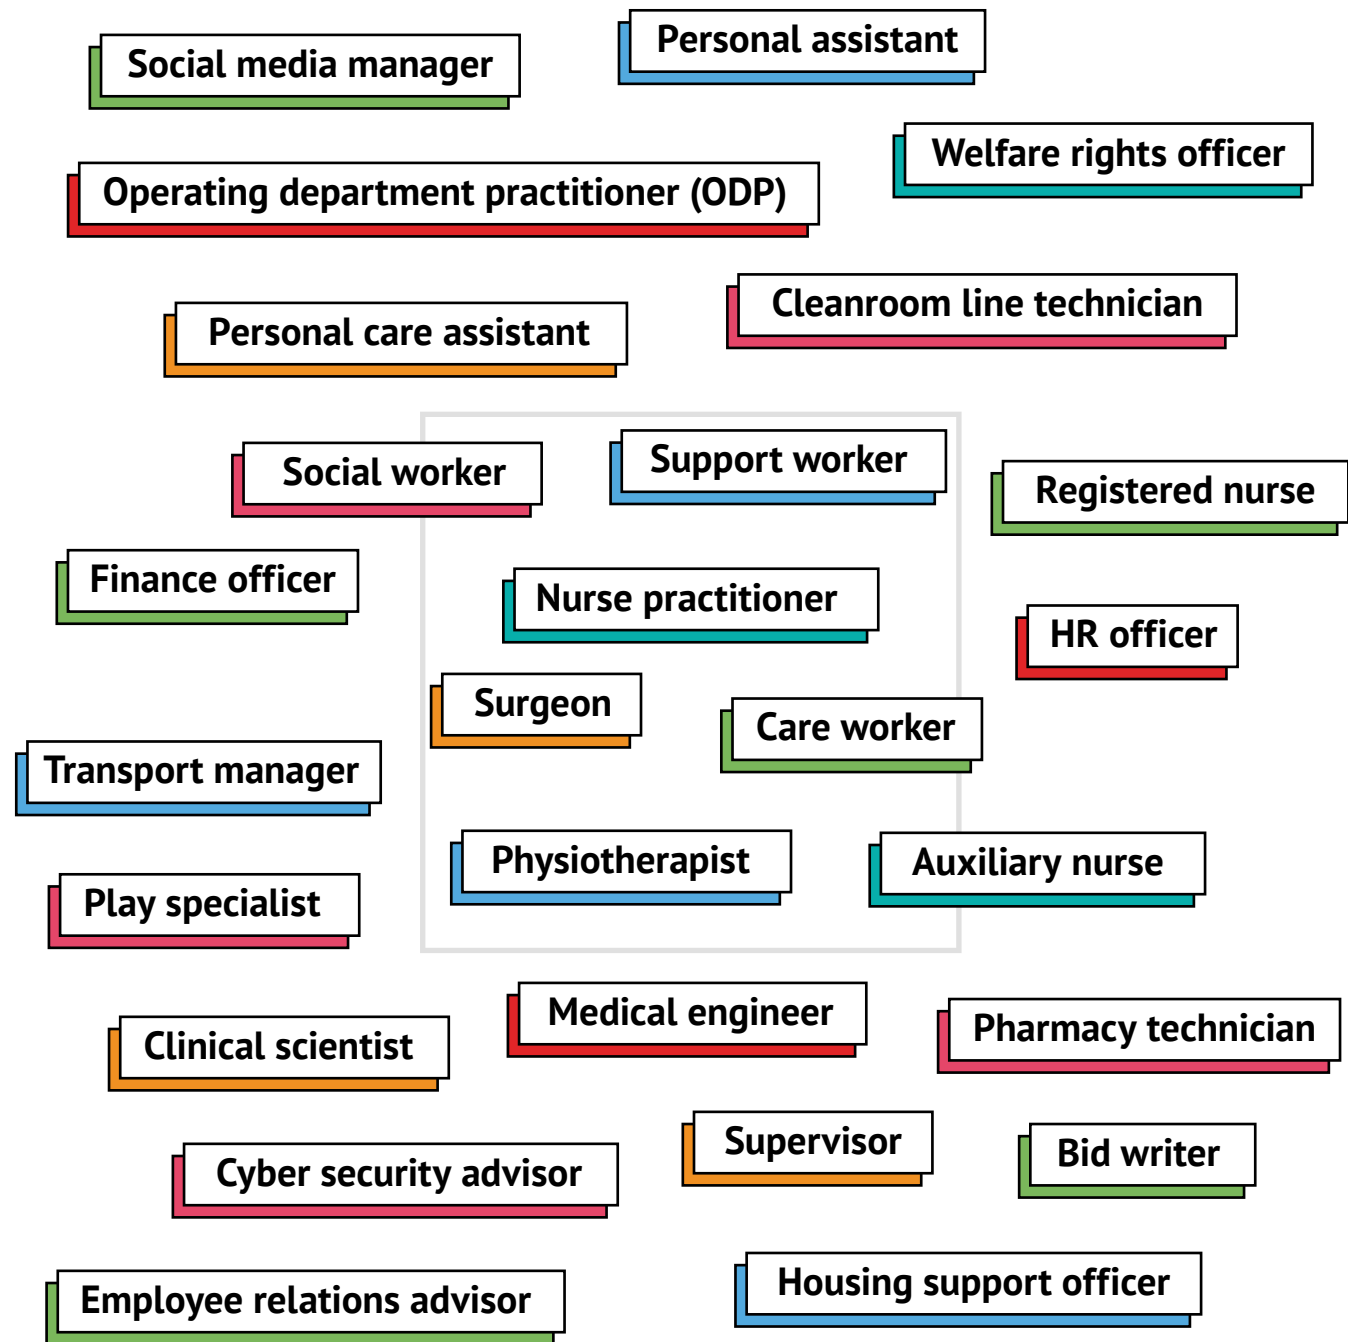 Personal assistant
Social media manager
Welfare rights officer
Operating department practitioner (ODP)
Cleanroom line technician
Personal care assistant
Support worker
Social worker
Registered nurse
Finance officer
Nurse practitioner
HR officer
Surgeon
Care worker
Transport manager
Physiotherapist
Auxiliary nurse
Play specialist
Medical engineer
Pharmacy technician
Clinical scientist
Supervisor
Bid writer
Cyber security advisor
Housing support officer
Employee relations advisor